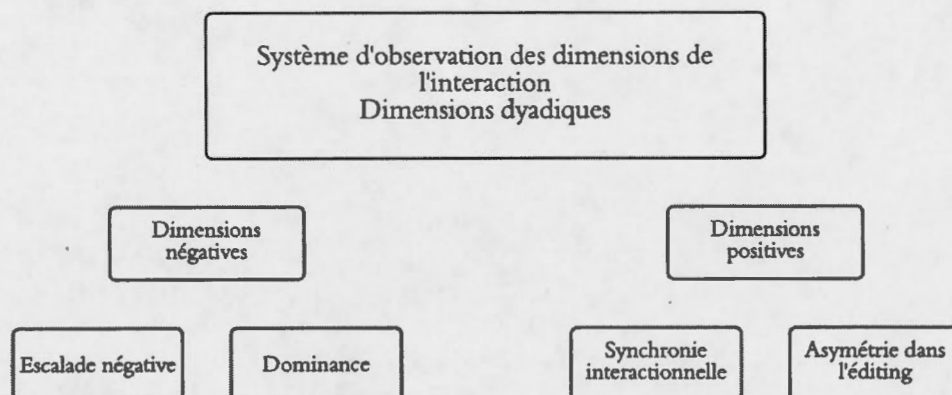 Système d'observation des dimensions de
l'interaction
Dimensions dyadiques
Dimensions
négatives
Dimensions
positives
Escalade négative
Dominance
Synchronie
interactionnelle
Asymétrie dans
l'éditing